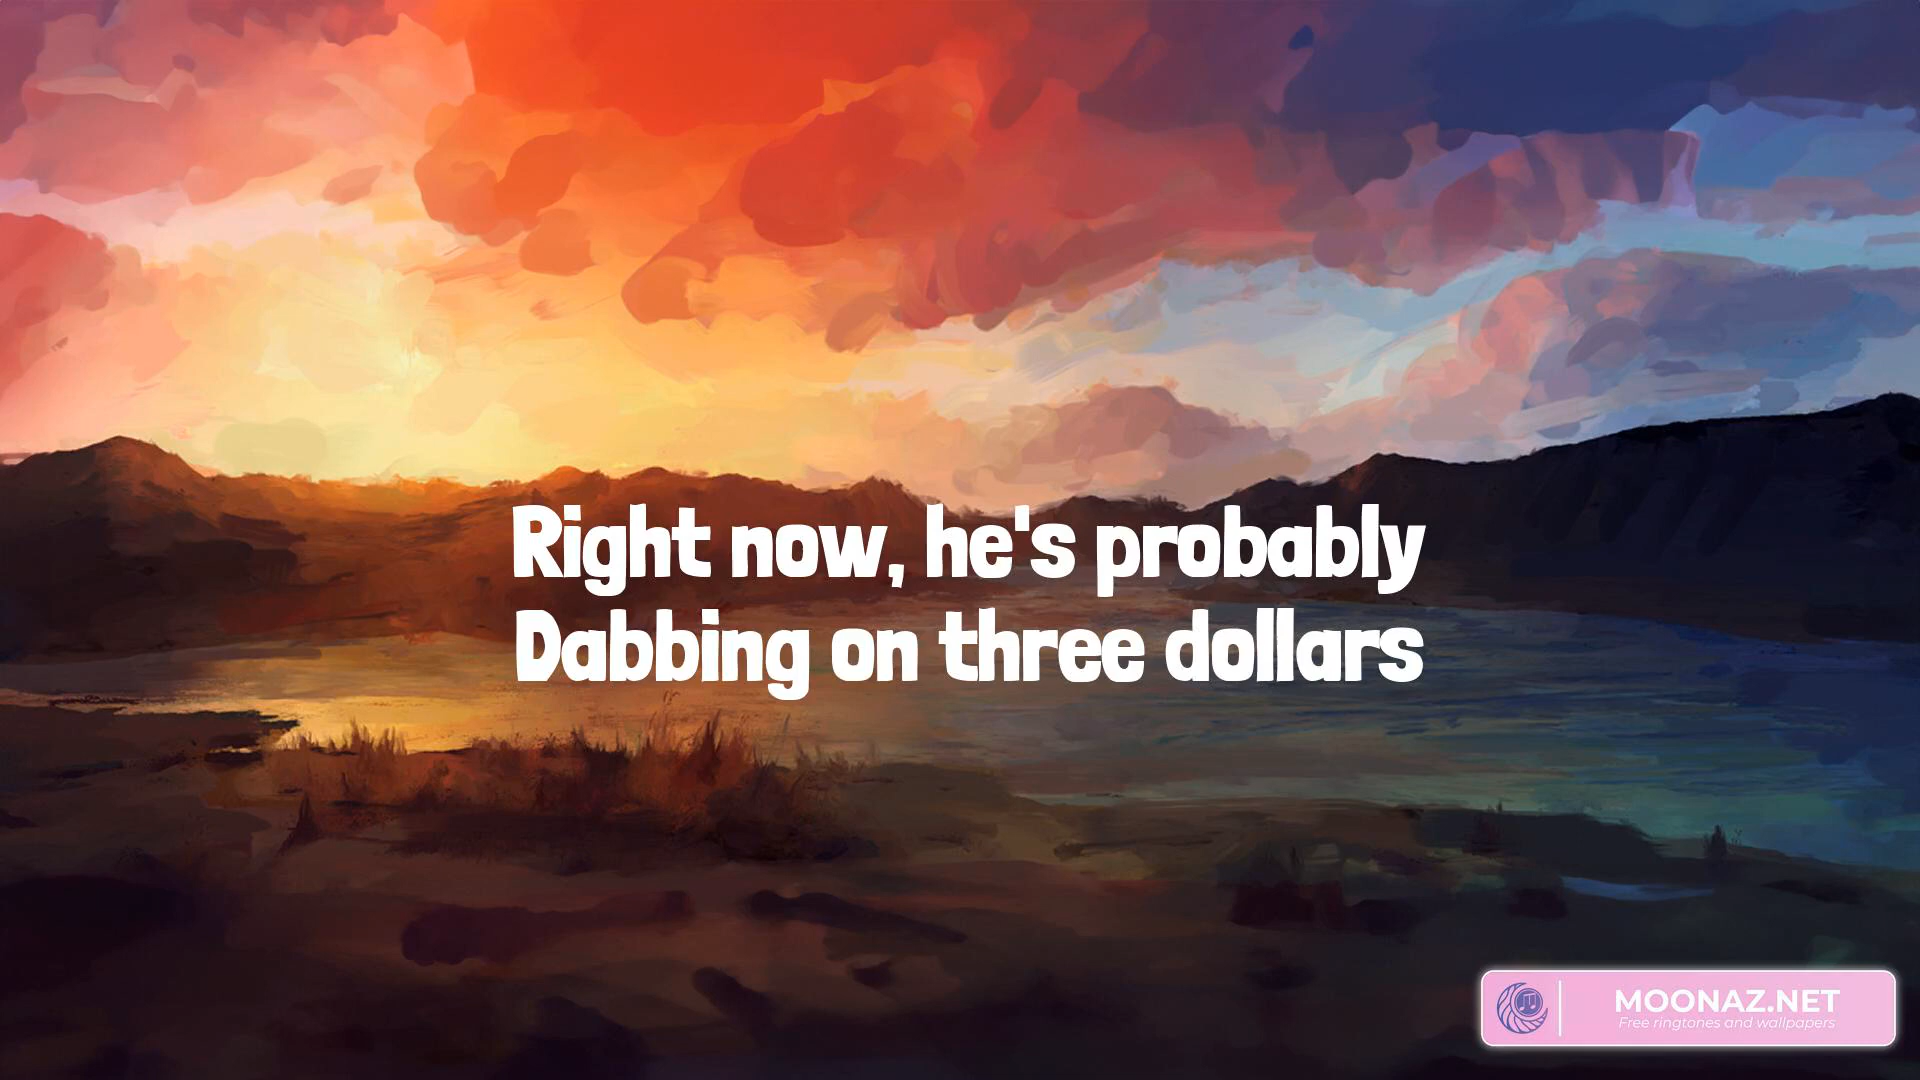 Right now, he's probably
Dabbing on three dollars
MOONAZ.NET
Free ringtones and wallpapers